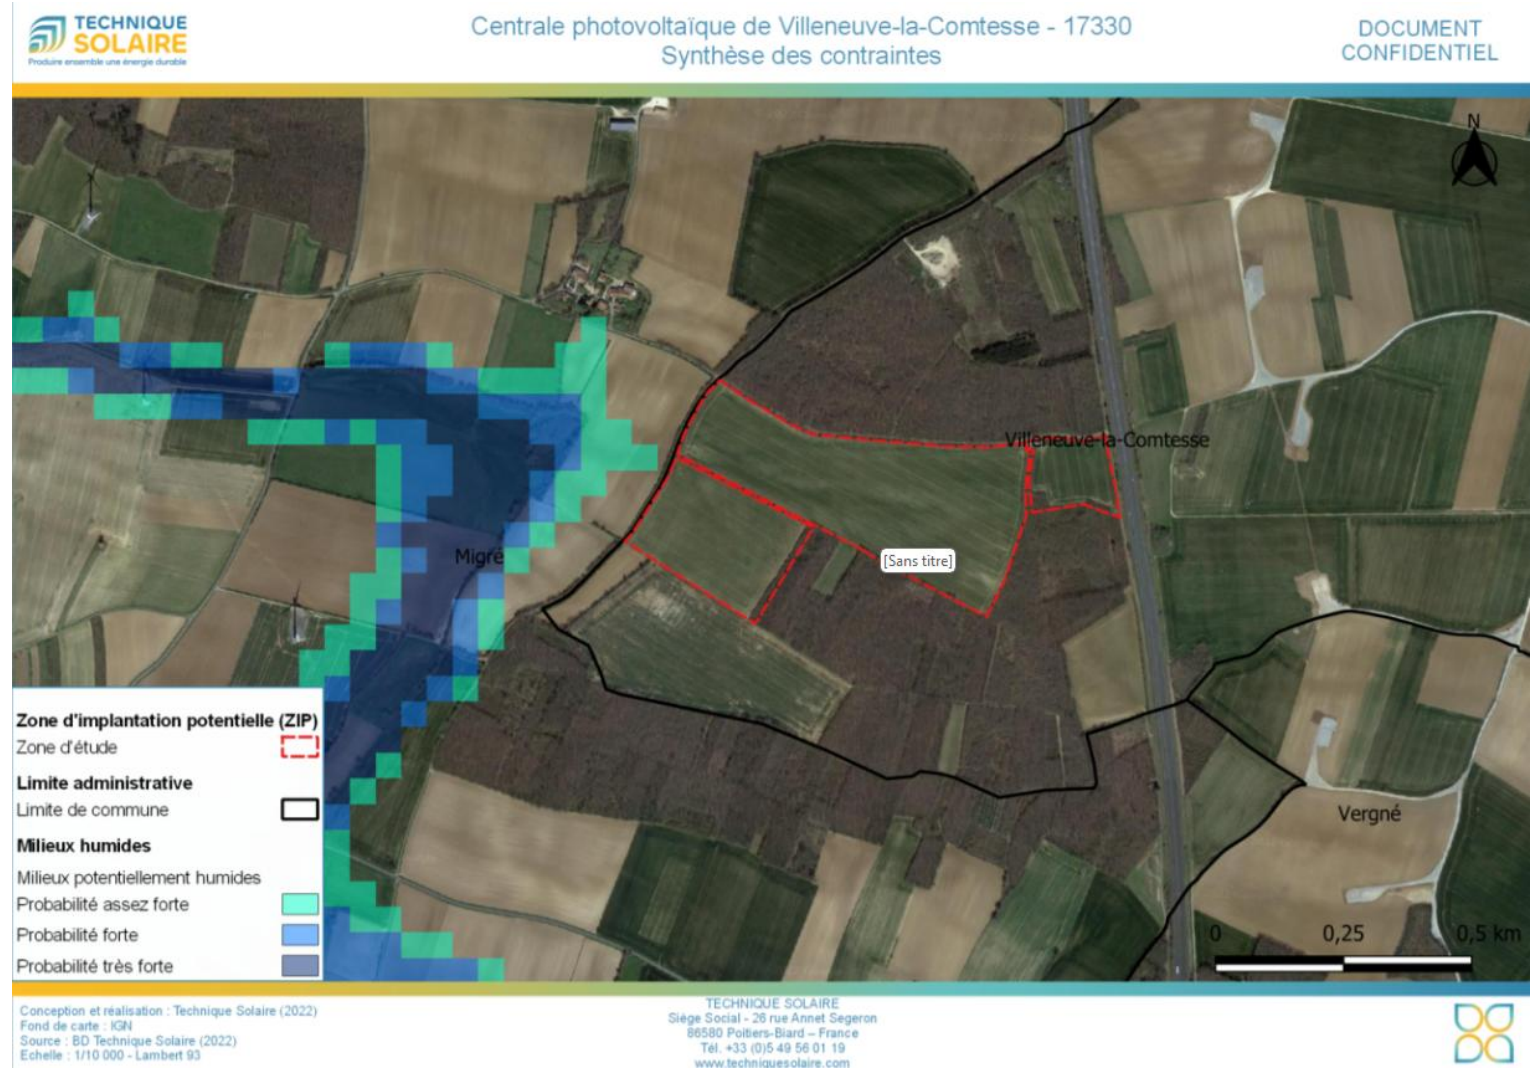 TECHNIQUE
SOLAIRE
Produire ensemble une énergie durable
Centrale photovoltaïque de Villeneuve-la-Comtesse - 17330
Synthèse des contraintes
DOCUMENT
CONFIDENTIEL
N
Villeneuve-la-Comtesse
Migré
[Sans titre]
Vergné
0
0,25
0,5 km
Zone d'implantation potentielle (ZIP)
Zone d'étude
Limite administrative
Limite de commune
Milieux humides
Milieux potentiellement humides
Probabilité assez forte
Probabilité forte
Probabilité très forte
Conception et réalisation : Technique Solaire (2022)
Fond de carte : IGN
Source : BD Technique Solaire (2022)
Echelle : 1/10 000 - Lambert 93
TECHNIQUE SOLAIRE
Siège Social - 26 rue Annet Segeron
86580 Poitiers-Biard – France
Tél. +33 (0)5 49 56 01 19
www.techniquesolaire.com